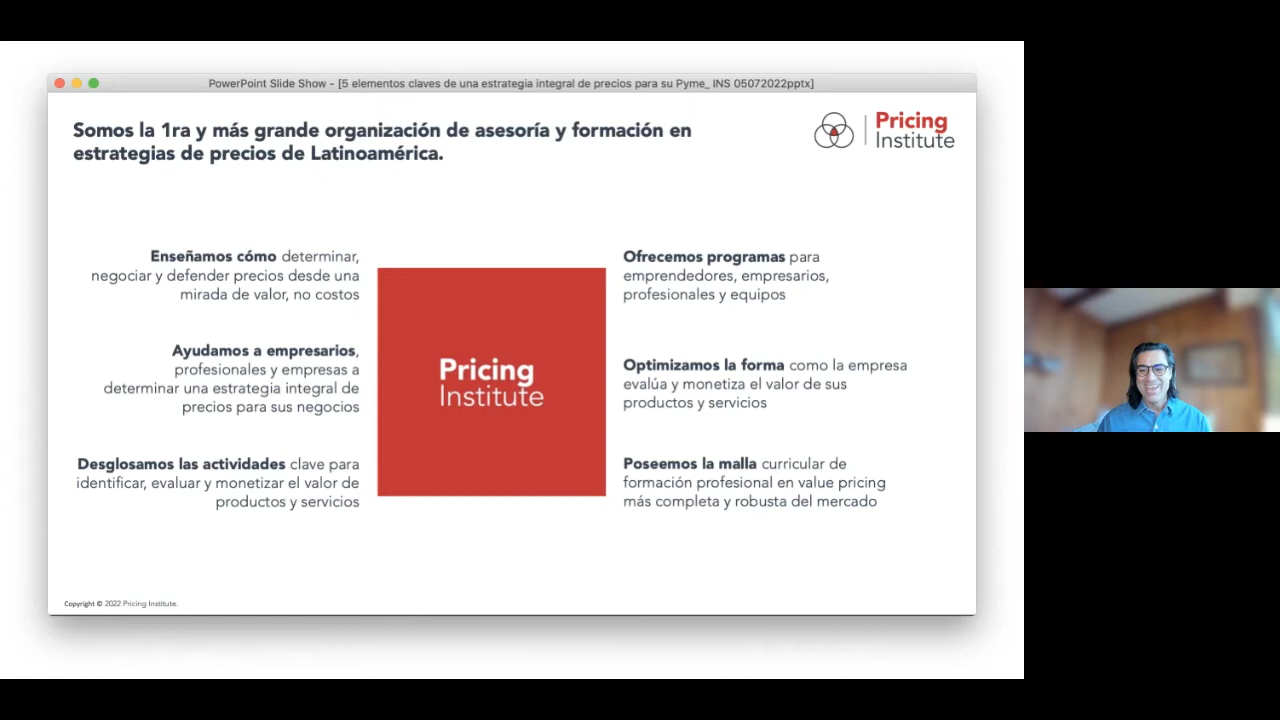 PowerPoint Slide Show - [5 elementos claves de una estrategia integral de precios para su Pyme_ INS 05072022pptx]
Somos la 1ra y más grande organización de asesoría y formación en
estrategias de precios de Latinoamérica.
Pricing
Institute
Enseñamos cómo determinar,
negociar y defender precios desde una
mirada de valor, no costos
Ayudamos a empresarios,
profesionales y empresas a
determinar una estrategia integral de
precios para sus negocios
Desglosamos las actividades clave para
identificar, evaluar y monetizar el valor de
productos y servicios
Pricing
Institute
Ofrecemos programas para
emprendedores, empresarios,
profesionales y equipos
Optimizamos la forma como la empresa
evalúa y monetiza el valor de sus
productos y servicios
Poseemos la malla curricular de
formación profesional en value pricing
más completa y robusta del mercado
Copyright © 2022 Pricing Institute.